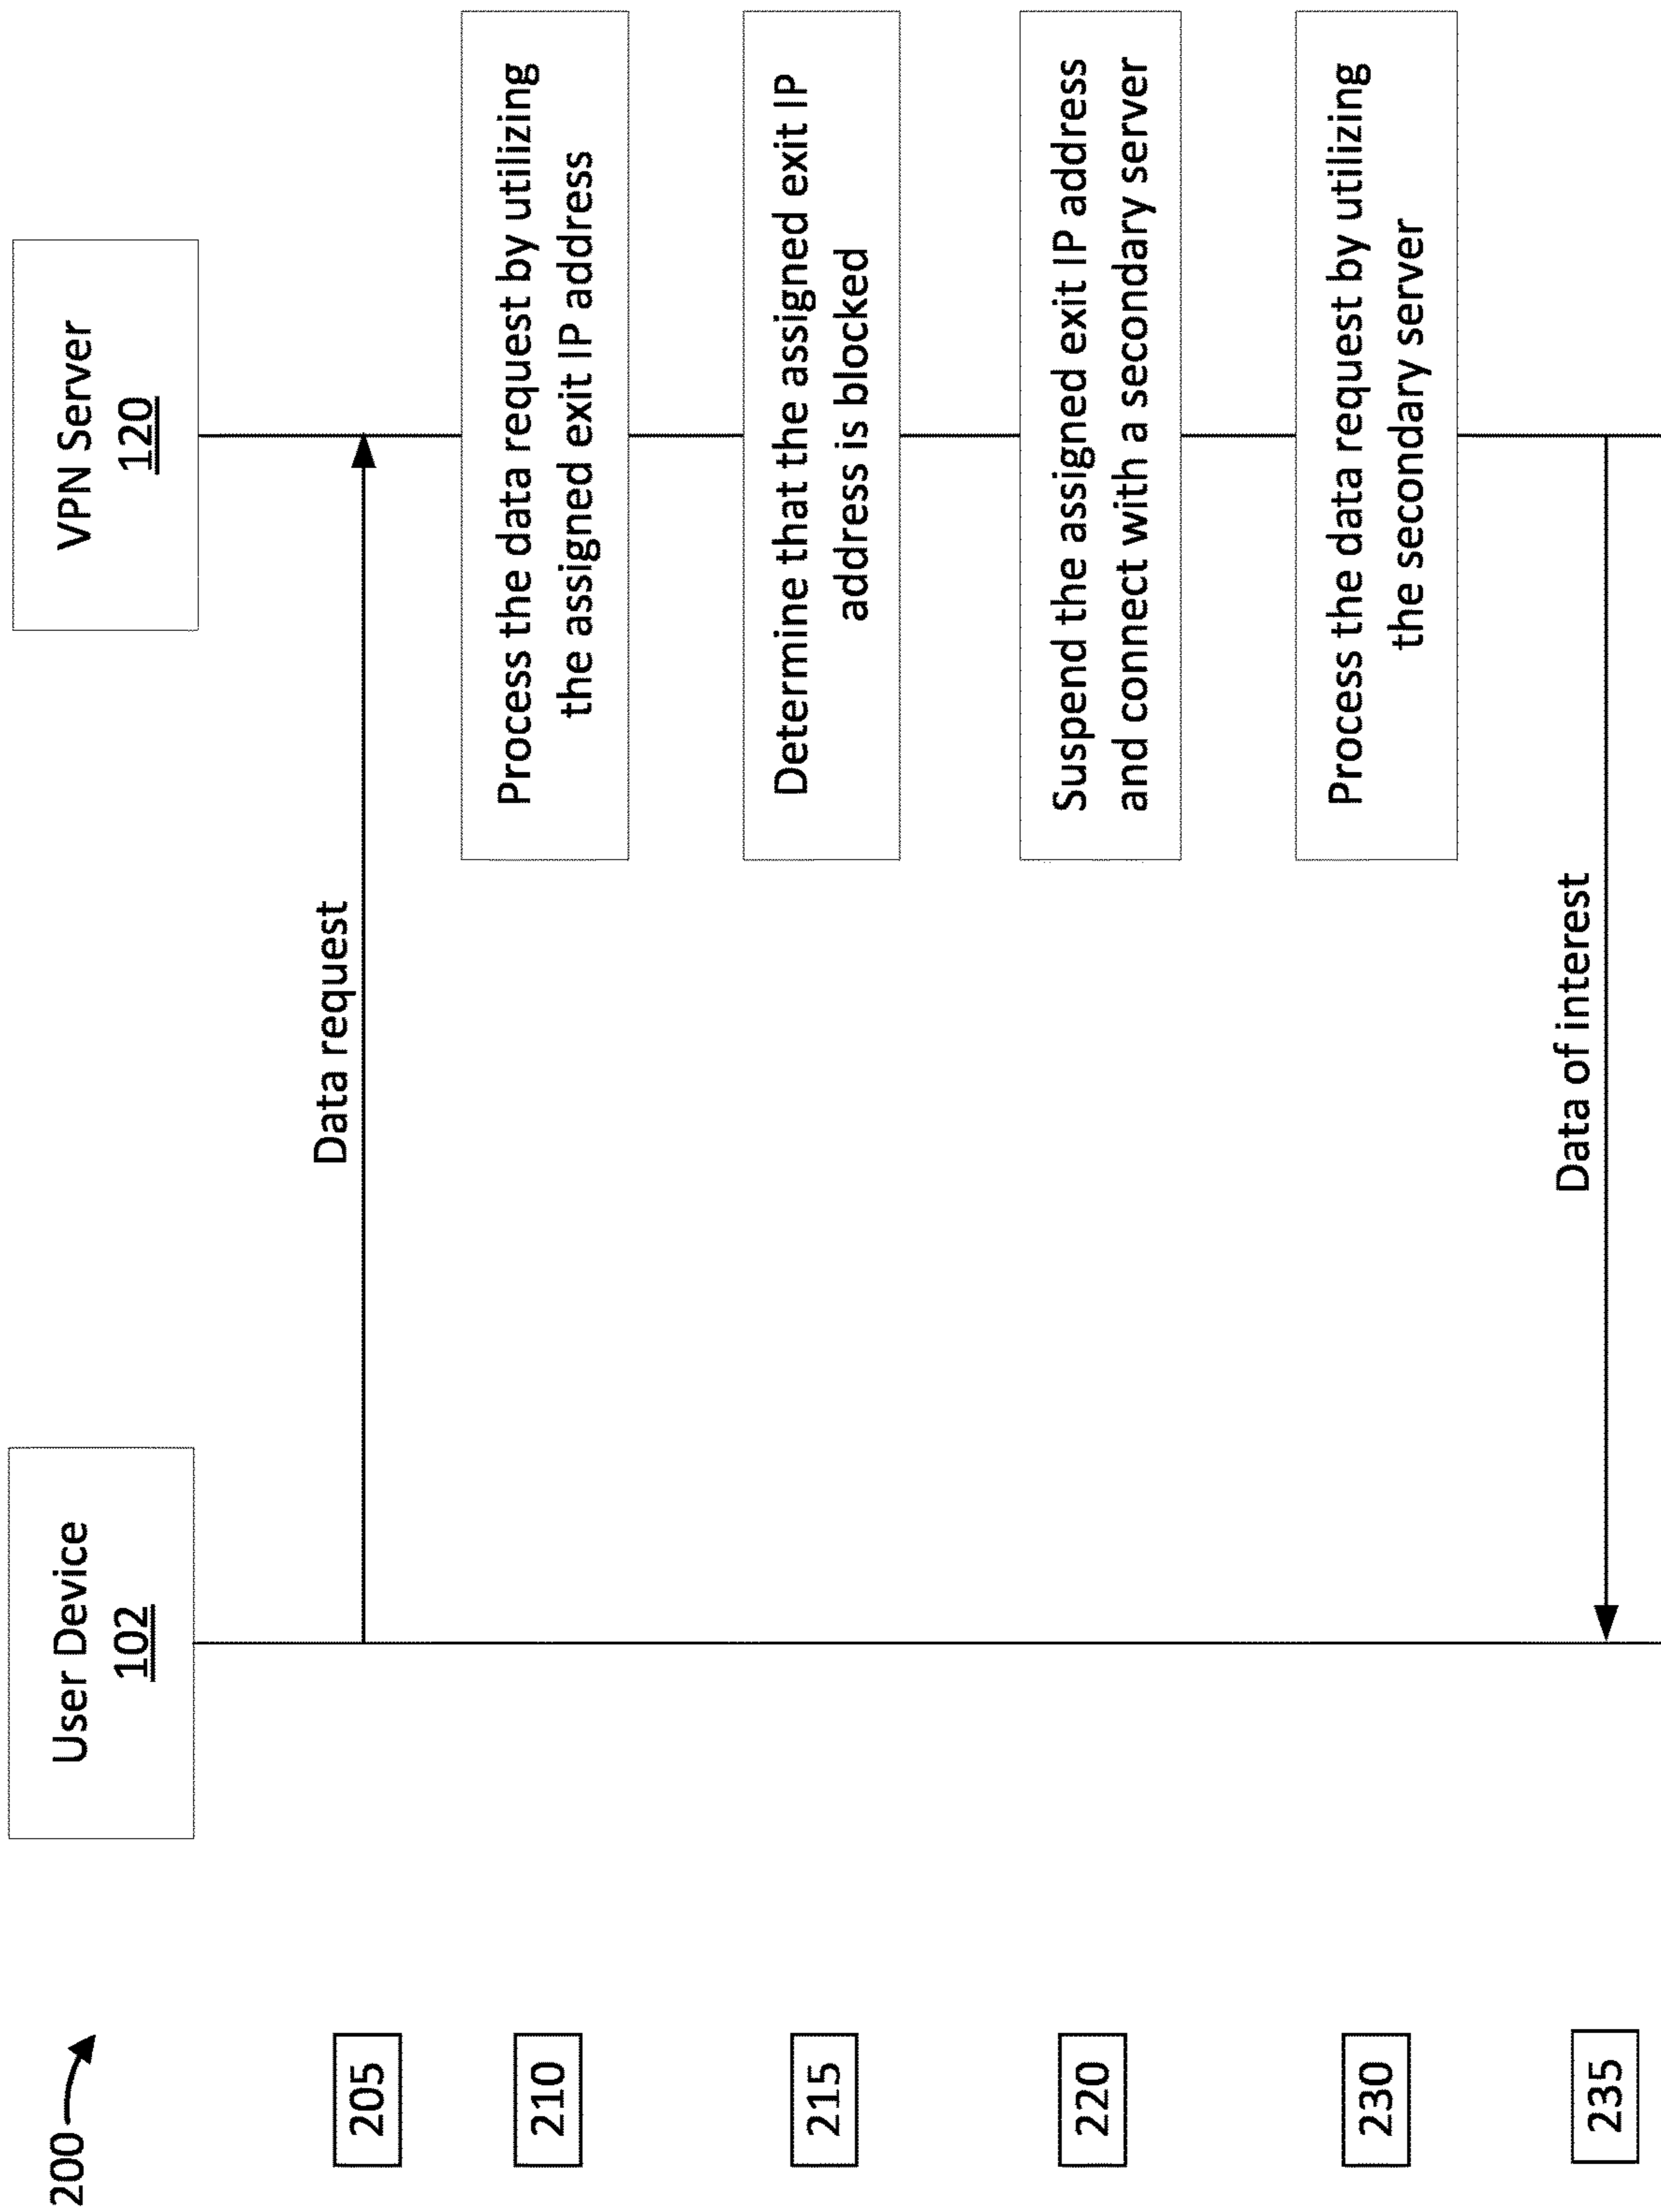 200
User Device
102
VPN Server
120
205
Data request
210
Process the data request by utilizing
the assigned exit IP address
215
Determine that the assigned exit IP
address is blocked
220
Suspend the assigned exit IP address
and connect with a secondary server
230
Process the data request by utilizing
the secondary server
235
Data of interest